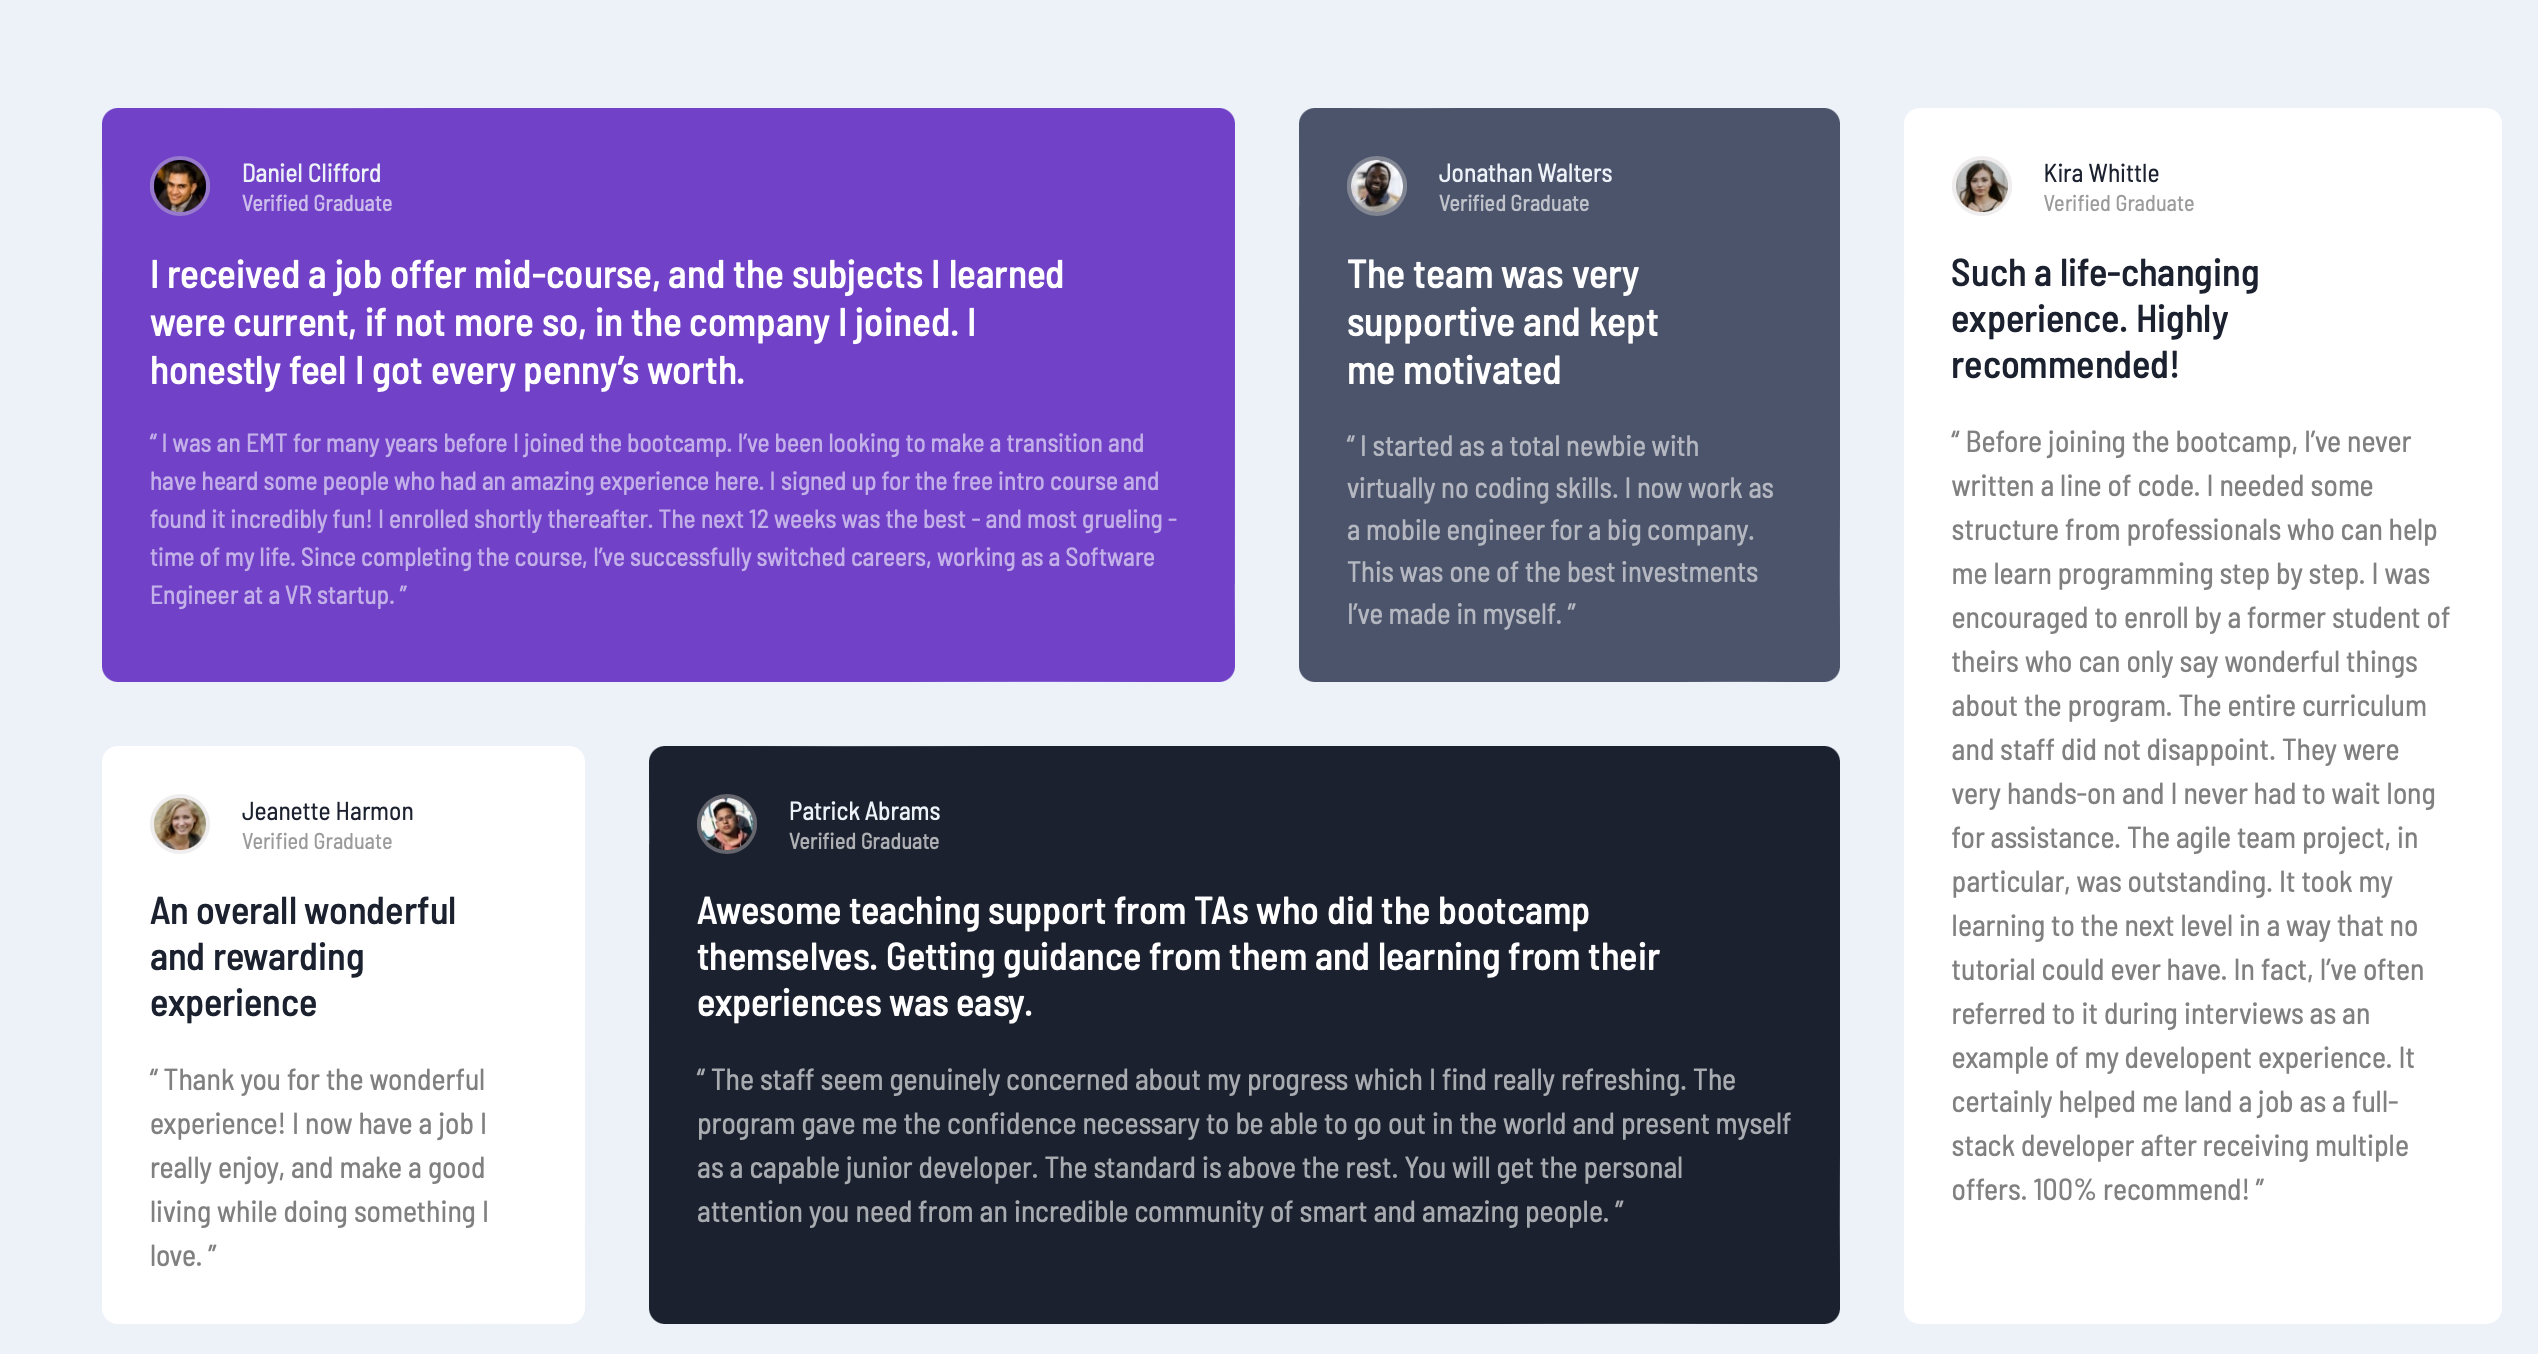 Daniel Clifford
Verified Graduate
I received a job offer mid-course, and the subjects I learned
were current, if not more so, in the company I joined. I
honestly feel I got every penny’s worth.
“ I was an EMT for many years before I joined the bootcamp. I’ve been looking to make a transition and
have heard some people who had an amazing experience here. I signed up for the free intro course and
found it incredibly fun! I enrolled shortly thereafter. The next 12 weeks was the best - and most grueling -
time of my life. Since completing the course, I’ve successfully switched careers, working as a Software
Engineer at a VR startup. ”
Jonathan Walters
Verified Graduate
The team was very
supportive and kept
me motivated
“ I started as a total newbie with
virtually no coding skills. I now work as
a mobile engineer for a big company.
This was one of the best investments
I’ve made in myself. ”
Kira Whittle
Verified Graduate
Such a life-changing
experience. Highly
recommended!
“ Before joining the bootcamp, I’ve never
written a line of code. I needed some
structure from professionals who can help
me learn programming step by step. I was
encouraged to enroll by a former student of
theirs who can only say wonderful things
about the program. The entire curriculum
and staff did not disappoint. They were
very hands-on and I never had to wait long
for assistance. The agile team project, in
particular, was outstanding. It took my
learning to the next level in a way that no
tutorial could ever have. In fact, I’ve often
referred to it during interviews as an
example of my developent experience. It
certainly helped me land a job as a full-
stack developer after receiving multiple
offers. 100% recommend! ”
Jeanette Harmon
Verified Graduate
An overall wonderful
and rewarding
experience
“ Thank you for the wonderful
experience! I now have a job I
really enjoy, and make a good
living while doing something I
love. ”
Patrick Abrams
Verified Graduate
Awesome teaching support from TAs who did the bootcamp
themselves. Getting guidance from them and learning from their
experiences was easy.
“ The staff seem genuinely concerned about my progress which I find really refreshing. The
program gave me the confidence necessary to be able to go out in the world and present myself
as a capable junior developer. The standard is above the rest. You will get the personal
attention you need from an incredible community of smart and amazing people. ”